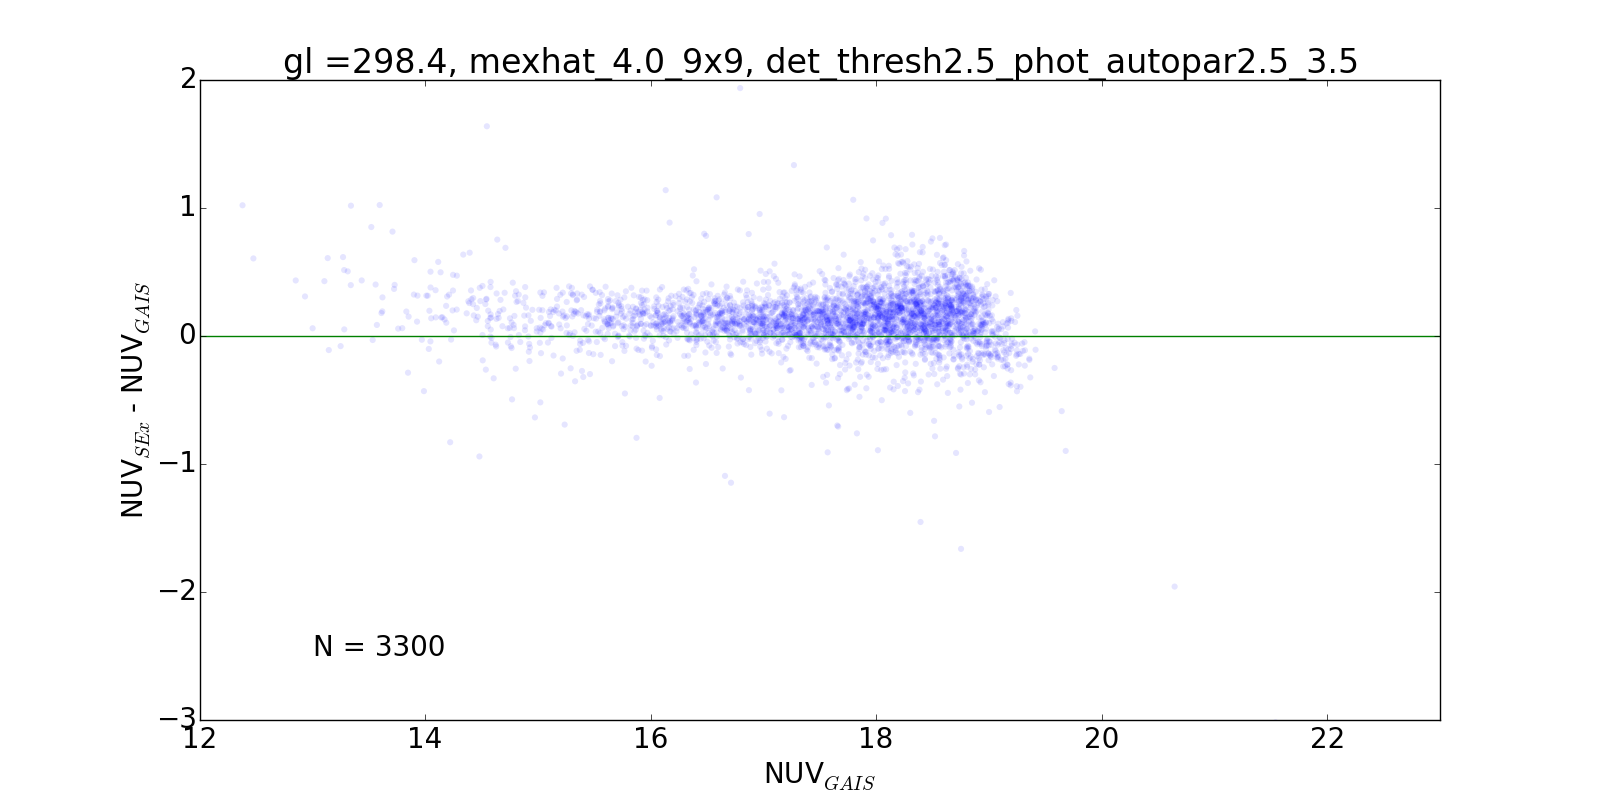 gl =298.4, mexhat_4.0_9x9, det_thresh2.5_phot_autopar2.5_3.5
2
1
0
−1
−2
−3
NUV_SEx - NUV_GAIS
N = 3300
12 14 16 18 20 22
NUV_GAIS